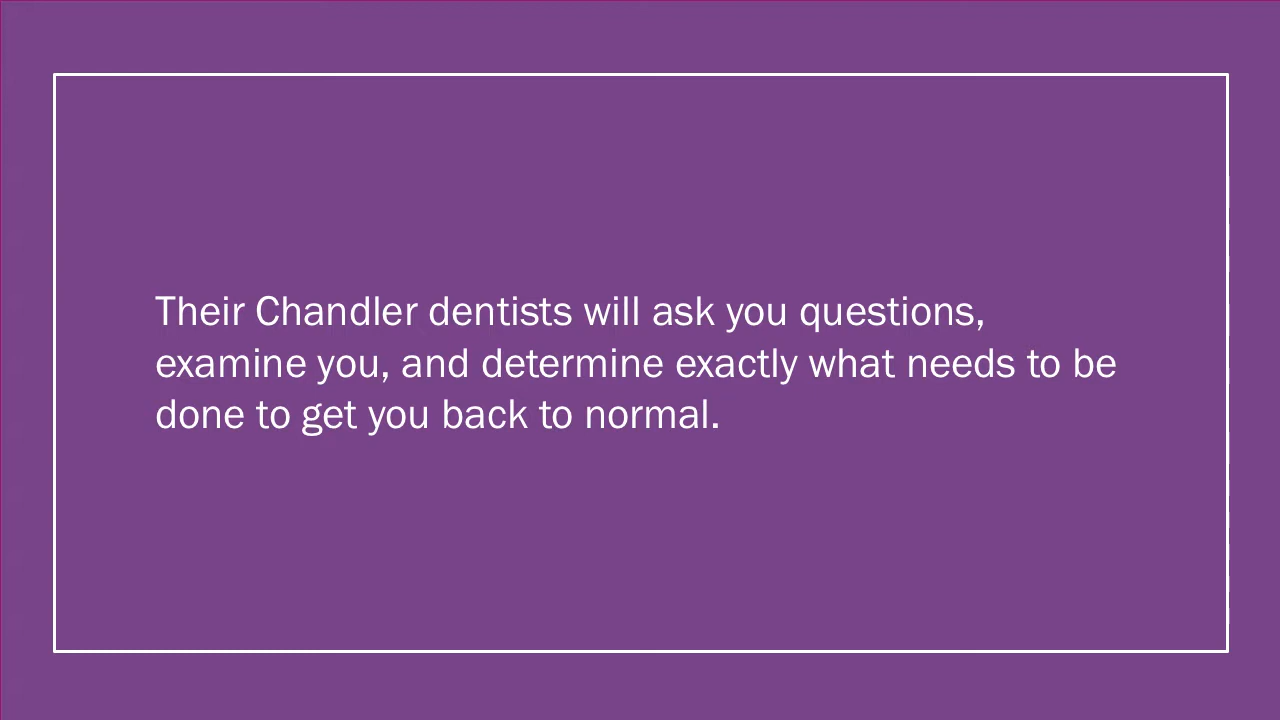 Their Chandler dentists will ask you questions,
examine you, and determine exactly what needs to be
done to get you back to normal.